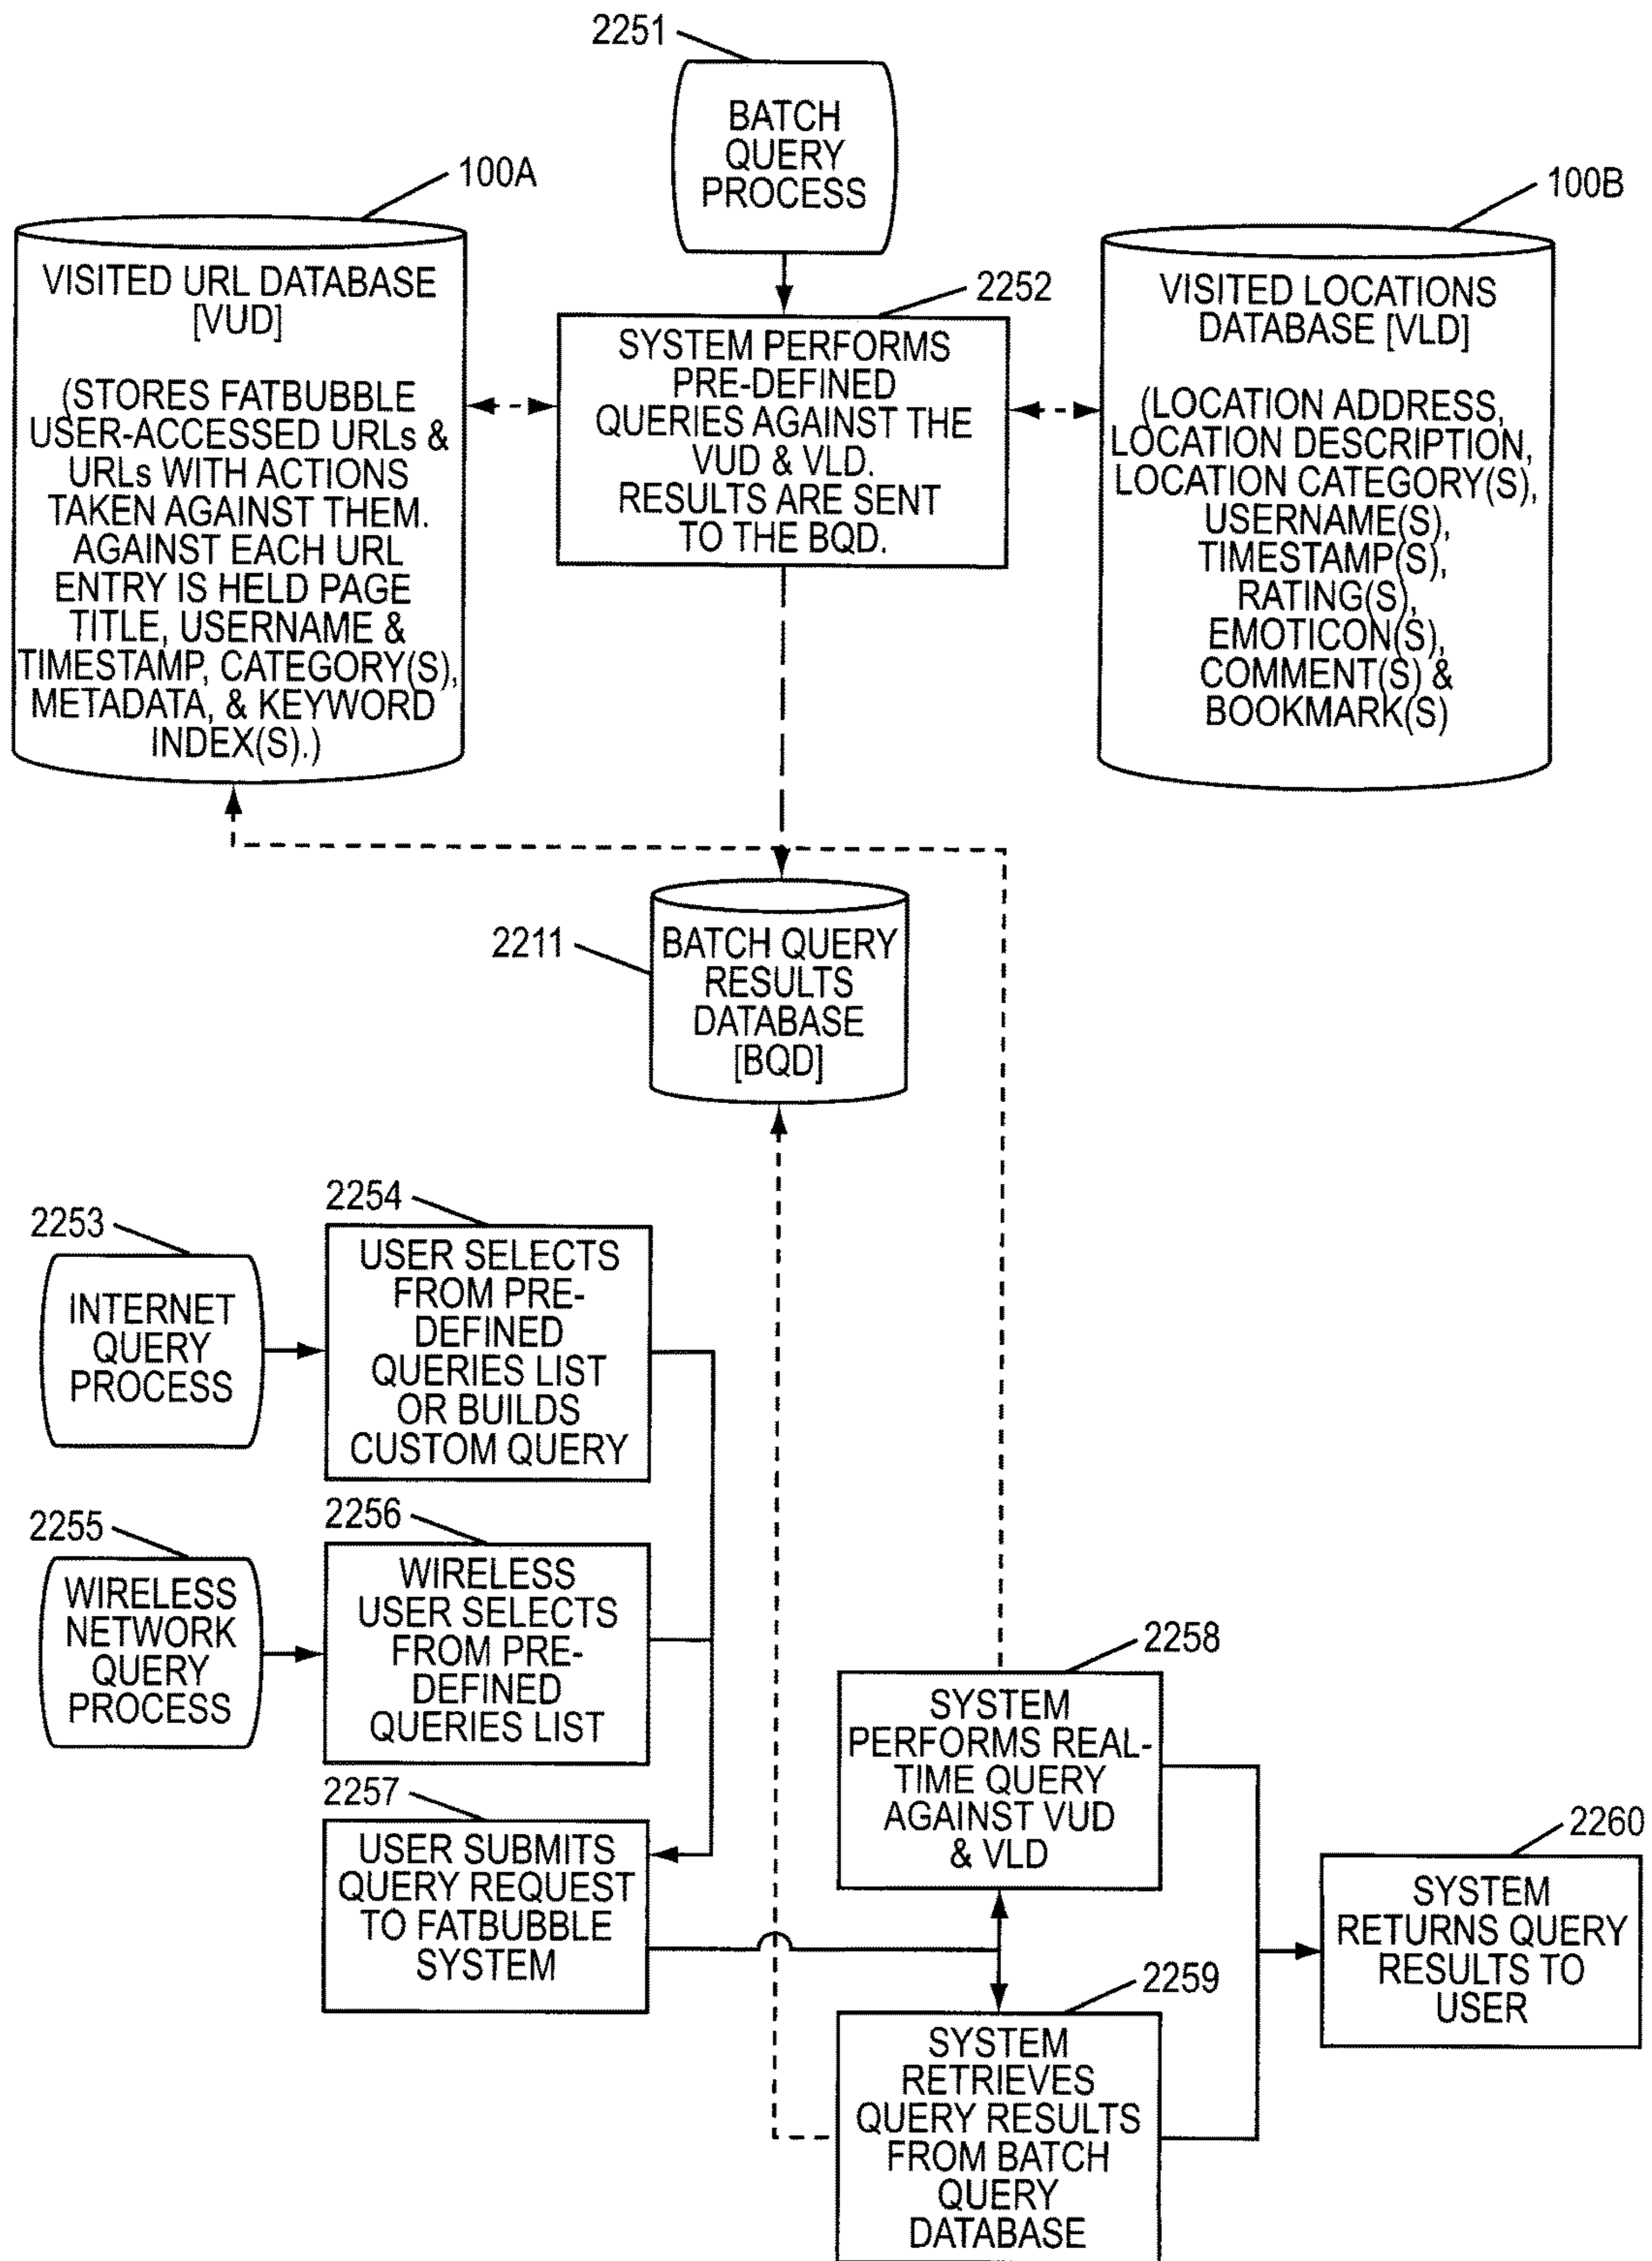 2251
BATCH
QUERY
PROCESS
100A
VISITED URL DATABASE
[VUD]
(STORES FATBUBBLE
USER-ACCESSED URLs &
URLs WITH ACTIONS
TAKEN AGAINST THEM.
AGAINST EACH URL
ENTRY IS HELD PAGE
TITLE, USERNAME &
TIMESTAMP, CATEGORY(S),
METADATA, & KEYWORD
INDEX(S).)
2252
SYSTEM PERFORMS
PRE-DEFINED
QUERIES AGAINST THE
VUD & VLD.
RESULTS ARE SENT
TO THE BQD.
100B
VISITED LOCATIONS
DATABASE [VLD]
(LOCATION ADDRESS,
LOCATION DESCRIPTION,
LOCATION CATEGORY(S),
USERNAME(S),
TIMESTAMP(S),
RATING(S),
EMOTICON(S),
COMMENT(S) &
BOOKMARK(S)
2211
BATCH QUERY
RESULTS
DATABASE
[BQD]
2253
INTERNET
QUERY
PROCESS
2254
USER SELECTS
FROM PRE-
DEFINED
QUERIES LIST
OR BUILDS
CUSTOM QUERY
2255
WIRELESS
NETWORK
QUERY
PROCESS
2256
WIRELESS
USER SELECTS
FROM PRE-
DEFINED
QUERIES LIST
2257
USER SUBMITS
QUERY REQUEST
TO FATBUBBLE
SYSTEM
2258
SYSTEM
PERFORMS REAL-
TIME QUERY
AGAINST VUD
& VLD
2259
SYSTEM
RETRIEVES
QUERY RESULTS
FROM BATCH
QUERY
DATABASE
2260
SYSTEM
RETURNS QUERY
RESULTS TO
USER